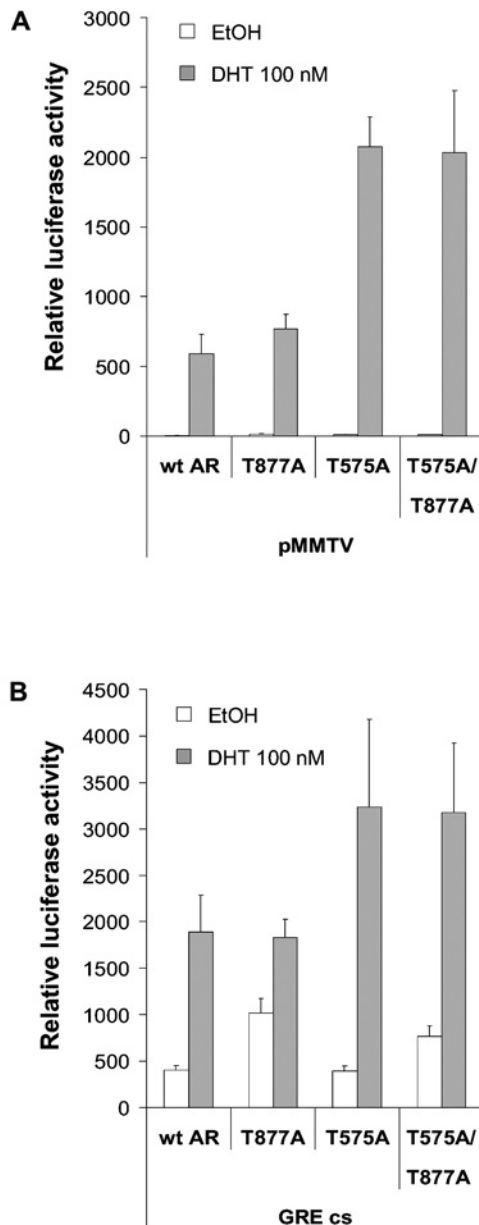 A
3000
EtOH
DHT 100 nM
2500
2000
1500
1000
500
0
Relative luciferase activity
wt AR T877A T575A T575A/
T877A
pMMTV
B
4500
EtOH
4000
DHT 100 nM
3500
3000
2500
2000
1500
1000
500
0
Relative luciferase activity
wt AR T877A T575A T575A/
T877A
GRE cs